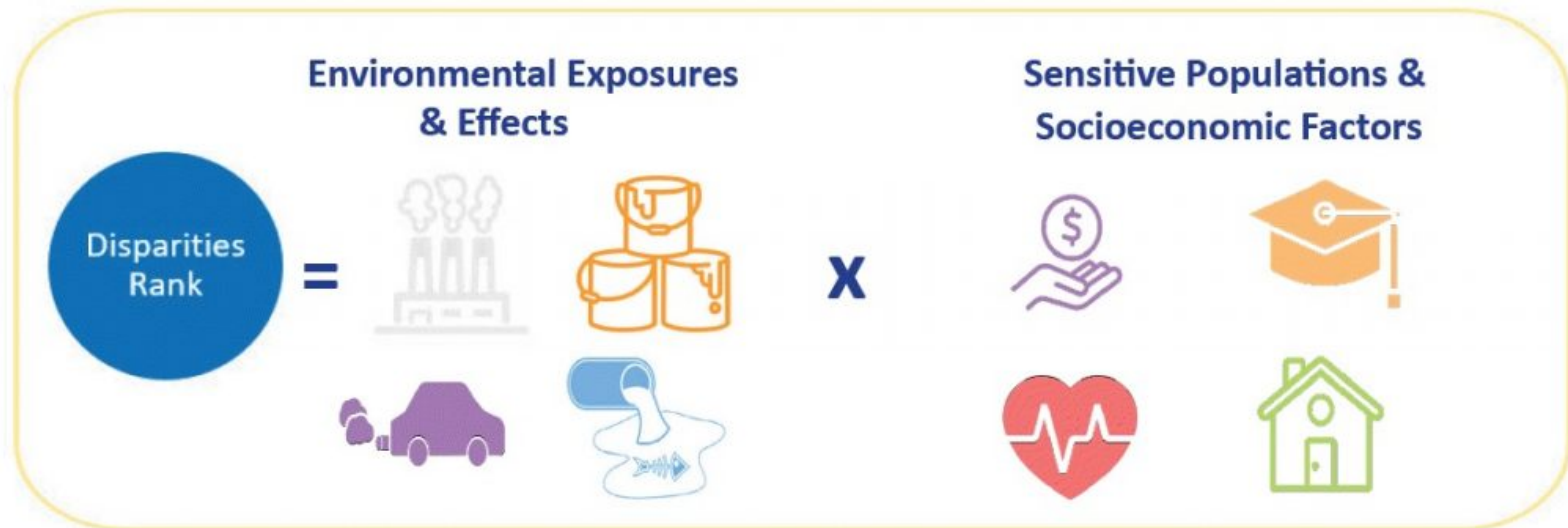 Environmental Exposures
& Effects
Sensitive Populations &
Socioeconomic Factors
Disparities
Rank
=
x
$